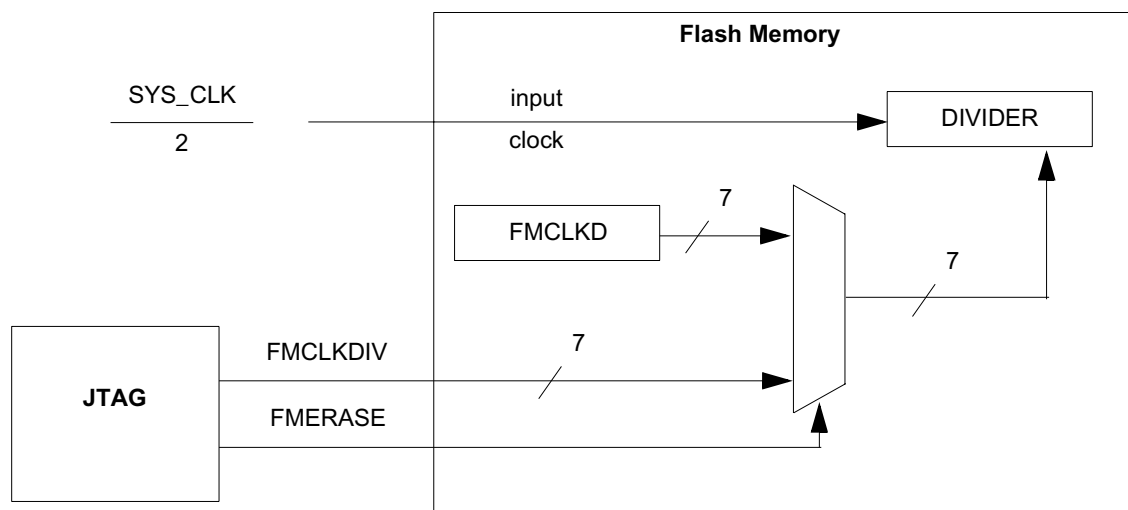 Flash Memory
SYS_CLK
2
input
clock
DIVIDER
7
FMCLKD
7
FMCLKDIV
7
JTAG
FMERASE